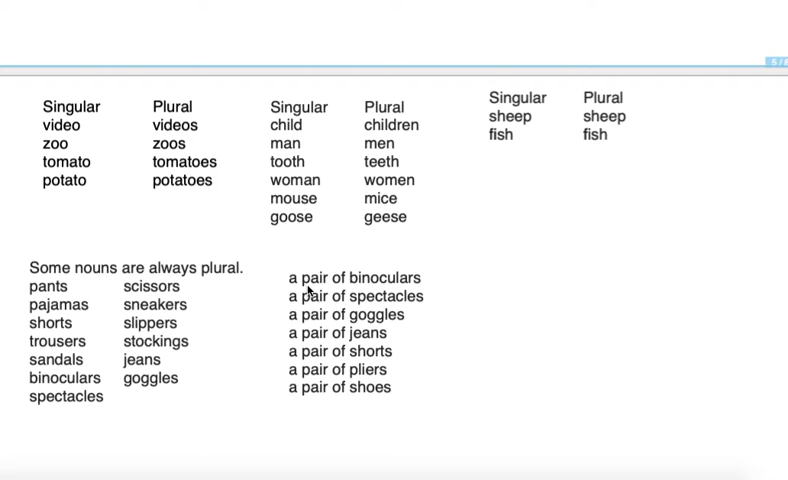 5/8
Singular Plural
video videos
zoo zoos
tomato tomatoes
potato potatoes
Singular Plural
child children
man men
tooth teeth
woman women
mouse mice
goose geese
Singular Plural
sheep sheep
fish fish
Some nouns are always plural.
pants scissors
pajamas sneakers
shorts slippers
trousers stockings
sandals jeans
binoculars goggles
spectacles
a pair of binoculars
a pair of spectacles
a pair of goggles
a pair of jeans
a pair of shorts
a pair of pliers
a pair of shoes